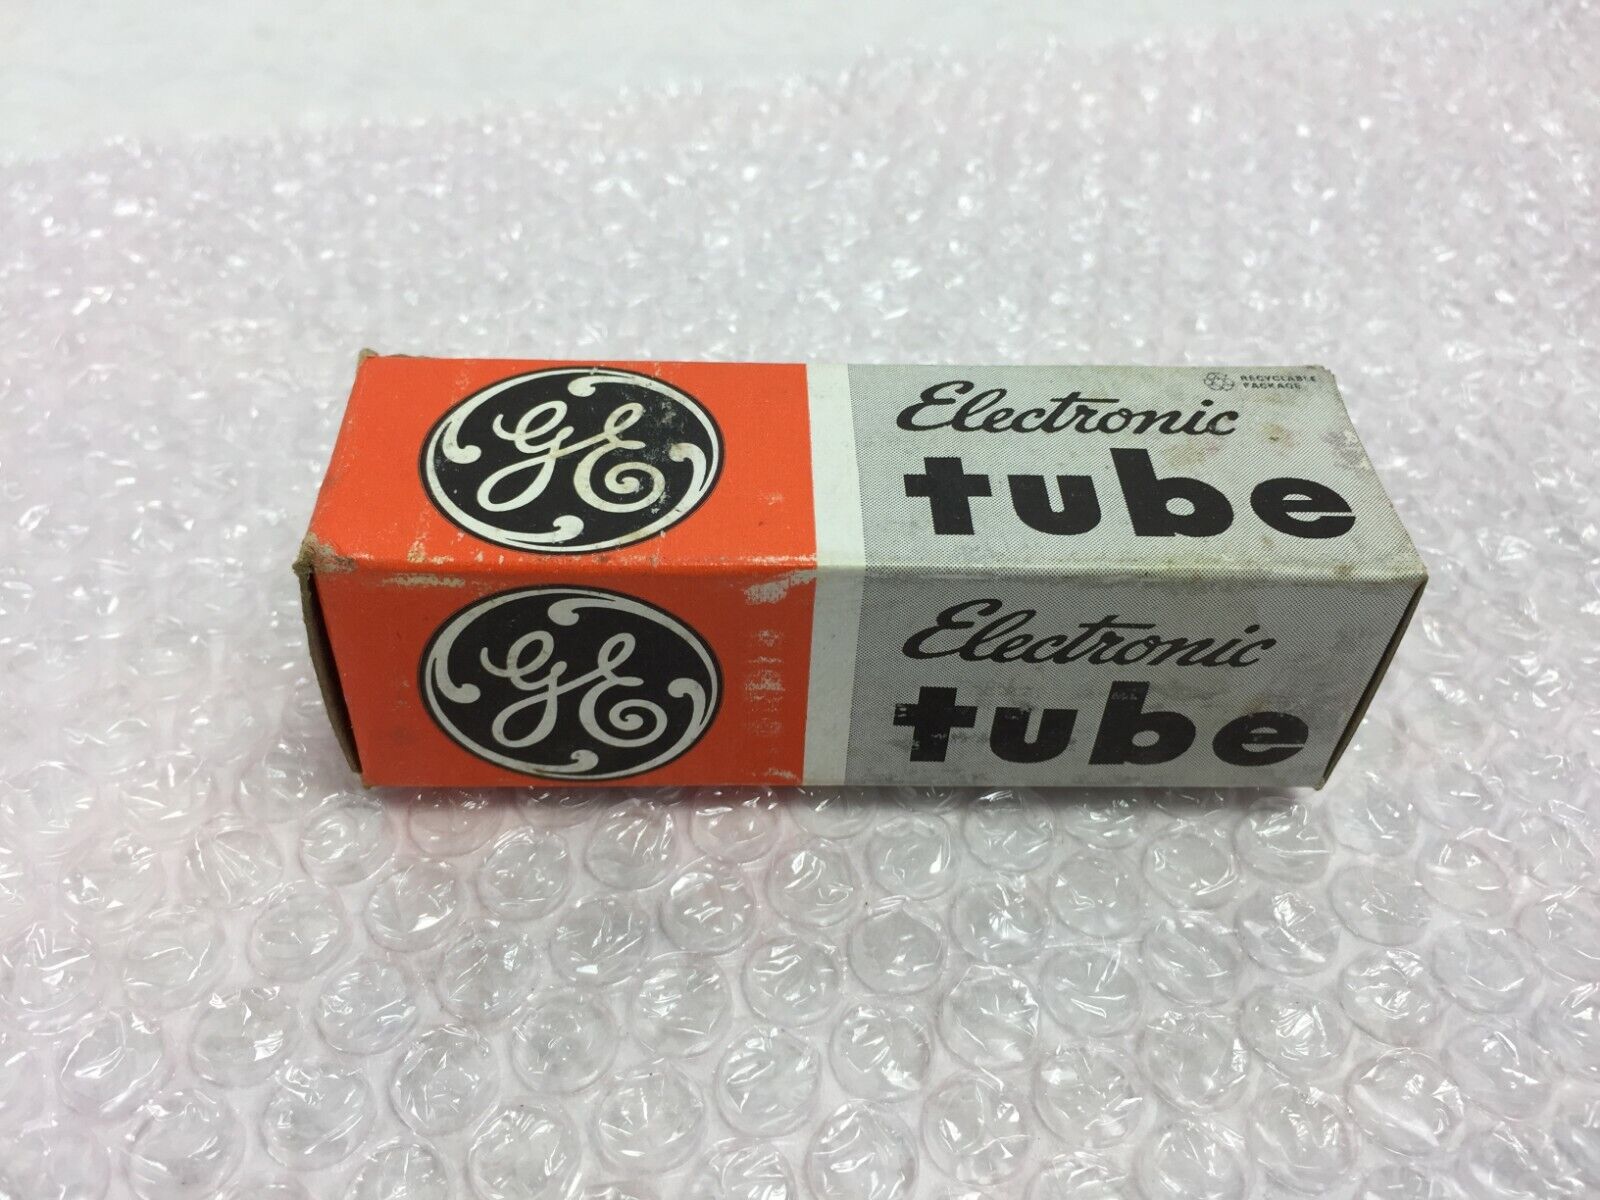 GE
Electronic
RECYCLABLE
PACKAGE
tube
GE
Electronic
tube